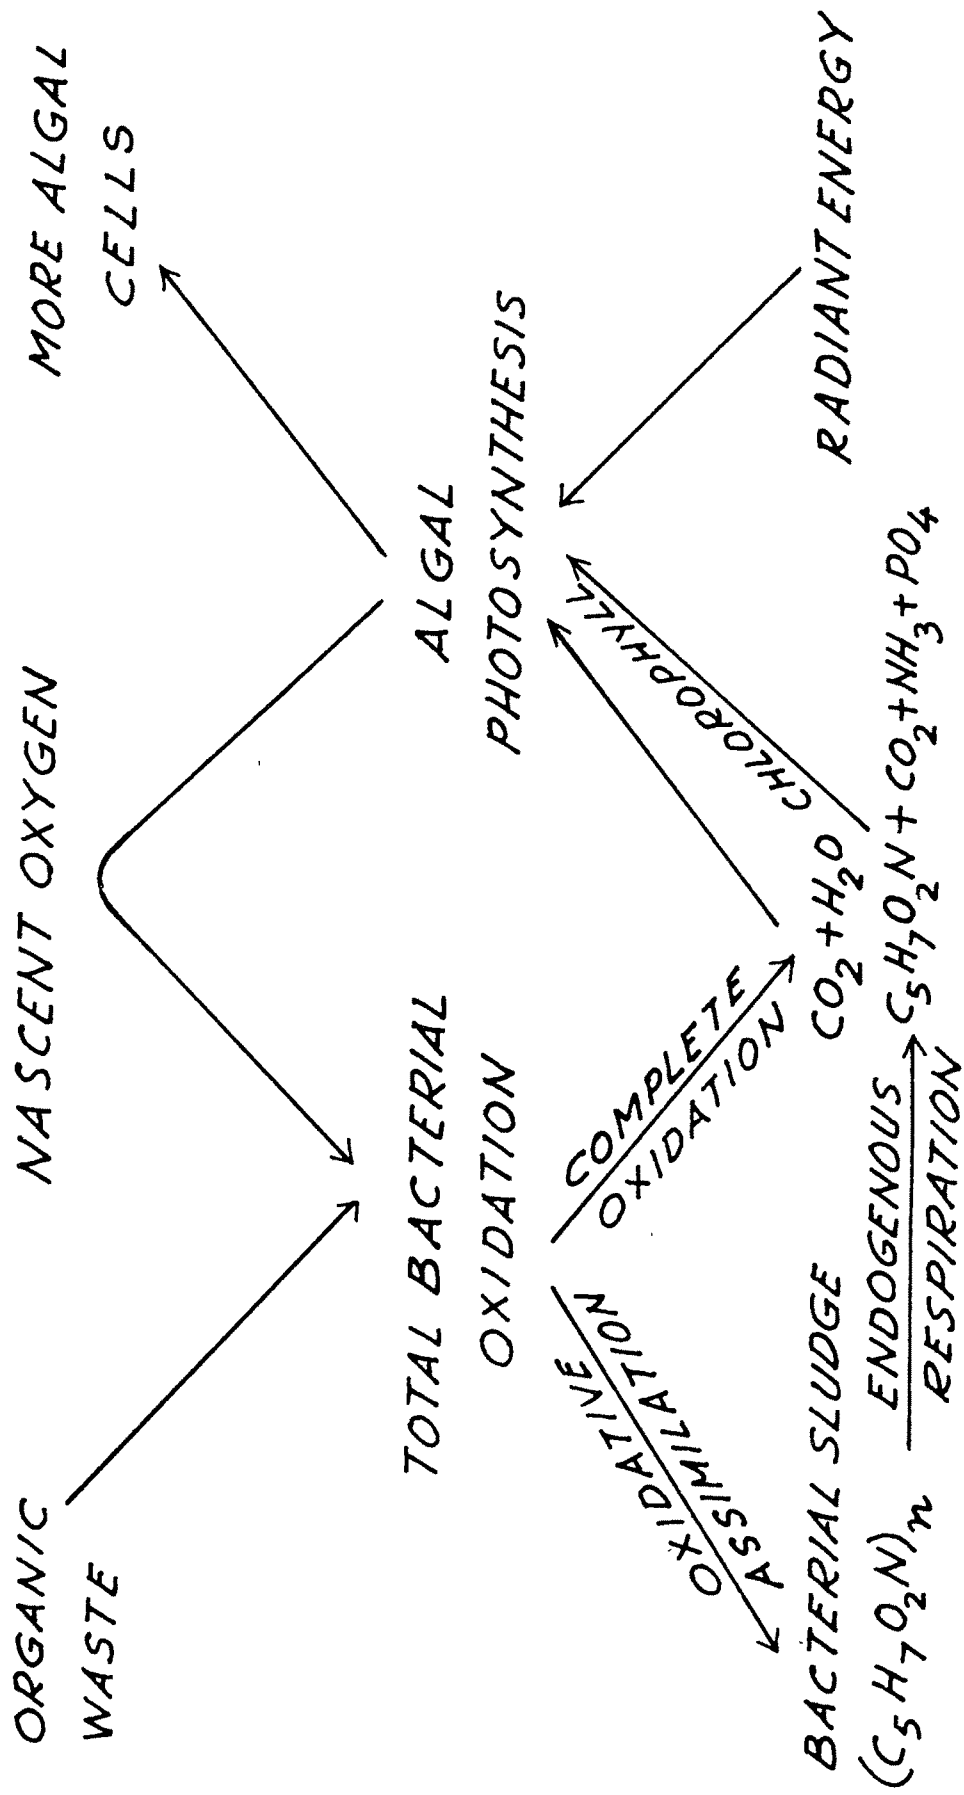 ORGANIC
WASTE
NASCENT OXYGEN
MORE ALGAL
CELLS
TOTAL BACTERIAL
OXIDATION
ALGAL
PHOTOSYNTHESIS
OXIDATIVE
ASSIMILATION
COMPLETE
OXIDATION
CHLOROPHYLL
RADIANT ENERGY
BACTERIAL SLUDGE
CO₂+H₂O
(C₅H₇O₂N)n
ENDOGENOUS
RESPIRATION
C₅H₇O₂N+CO₂+NH₃+PO₄